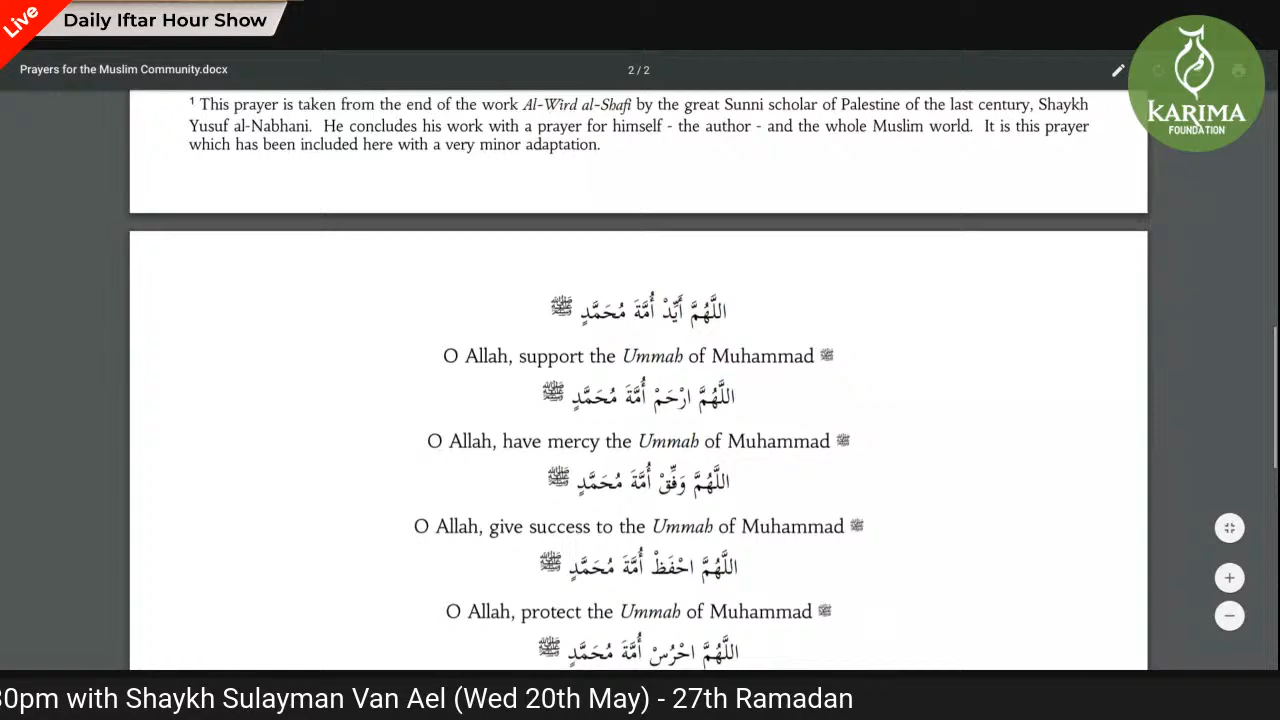 Live
Daily Iftar Hour Show
Prayers for the Muslim Community.docx
2 / 2
KARIMA
FOUNDATION
¹ This prayer is taken from the end of the work Al-Wird al-Shafi by the great Sunni scholar of Palestine of the last century, Shaykh
Yusuf al-Nabhani. He concludes his work with a prayer for himself - the author - and the whole Muslim world. It is this prayer
which has been included here with a very minor adaptation.
اللَّهُمَّ أَيِّدْ أُمَّةَ مُحَمَّدٍ ﷺ
O Allah, support the Ummah of Muhammad ﷺ
اللَّهُمَّ ارْحَمْ أُمَّةَ مُحَمَّدٍ ﷺ
O Allah, have mercy the Ummah of Muhammad ﷺ
اللَّهُمَّ وَفِّقْ أُمَّةَ مُحَمَّدٍ ﷺ
O Allah, give success to the Ummah of Muhammad ﷺ
اللَّهُمَّ احْفَظْ أُمَّةَ مُحَمَّدٍ ﷺ
O Allah, protect the Ummah of Muhammad ﷺ
اللَّهُمَّ احْرُسْ أُمَّةَ مُحَمَّدٍ ﷺ
30pm with Shaykh Sulayman Van Ael (Wed 20th May) - 27th Ramadan